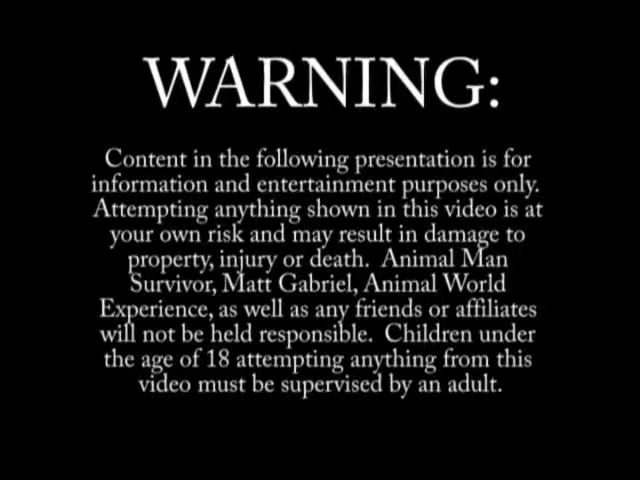 WARNING:
Content in the following presentation is for
information and entertainment purposes only.
Attempting anything shown in this video is at
your own risk and may result in damage to
property, injury or death.  Animal Man
Survivor, Matt Gabriel, Animal World
Experience, as well as any friends or affiliates
will not be held responsible.  Children under
the age of 18 attempting anything from this
video must be supervised by an adult.